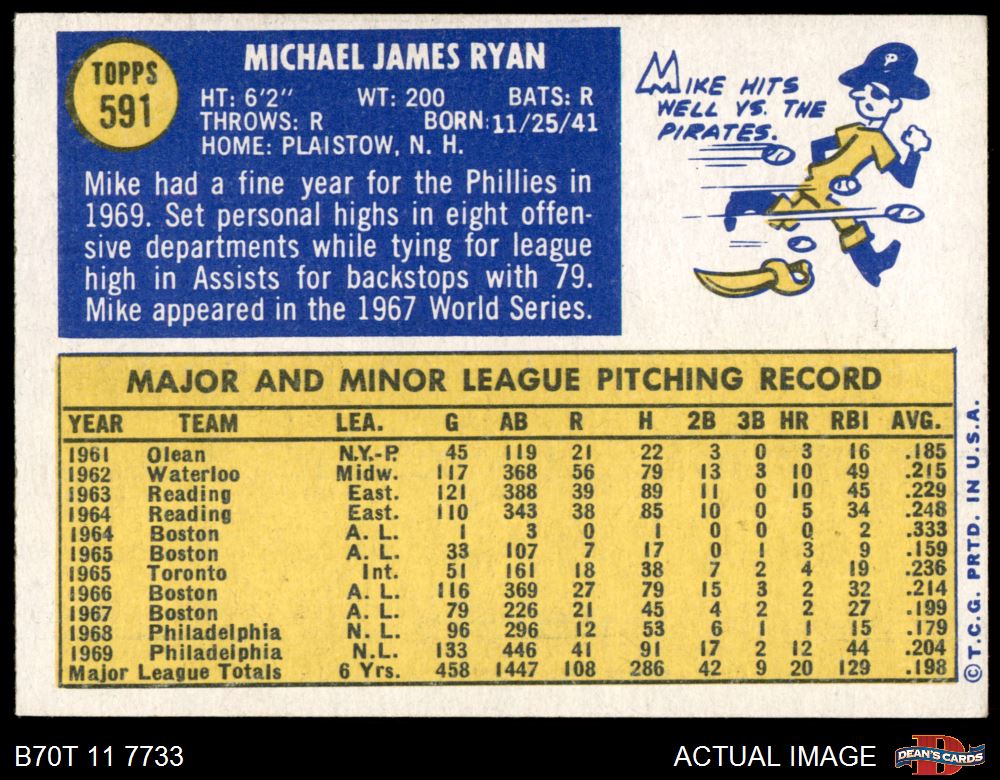 TOPPS
591
MICHAEL JAMES RYAN
HT: 6'2" WT: 200 BATS: R
THROWS: R BORN: 11/25/41
HOME: PLAISTOW, N. H.
Mike had a fine year for the Phillies in
1969. Set personal highs in eight offen-
sive departments while tying for league
high in Assists for backstops with 79.
Mike appeared in the 1967 World Series.
MIKE HITS
WELL VS. THE
PIRATES.
P
MAJOR AND MINOR LEAGUE PITCHING RECORD
YEAR TEAM LEA. G AB R H 2B 3B HR RBI AVG.
1961 Olean N.Y.-P. 45 119 21 22 3 0 3 16 .185
1962 Waterloo Midw. 117 368 56 79 13 3 10 49 .215
1963 Reading East. 121 388 39 89 11 0 10 45 .229
1964 Reading East. 110 343 38 85 10 0 5 34 .248
1964 Boston A. L. 1 3 0 1 0 0 0 2 .333
1965 Boston A. L. 33 107 7 17 0 1 3 9 .159
1965 Toronto Int. 51 161 18 38 7 2 4 19 .236
1966 Boston A. L. 116 369 27 79 15 3 2 32 .214
1967 Boston A. L. 79 226 21 45 4 2 2 27 .199
1968 Philadelphia N. L. 96 296 12 53 6 1 1 15 .179
1969 Philadelphia N.L. 133 446 41 91 17 2 12 44 .204
Major League Totals 6 Yrs. 458 1447 108 286 42 9 20 129 .198
© T.C.G. PRTD. IN U.S.A.
B70T 11 7733
ACTUAL IMAGE
D
DEAN'S CARDS